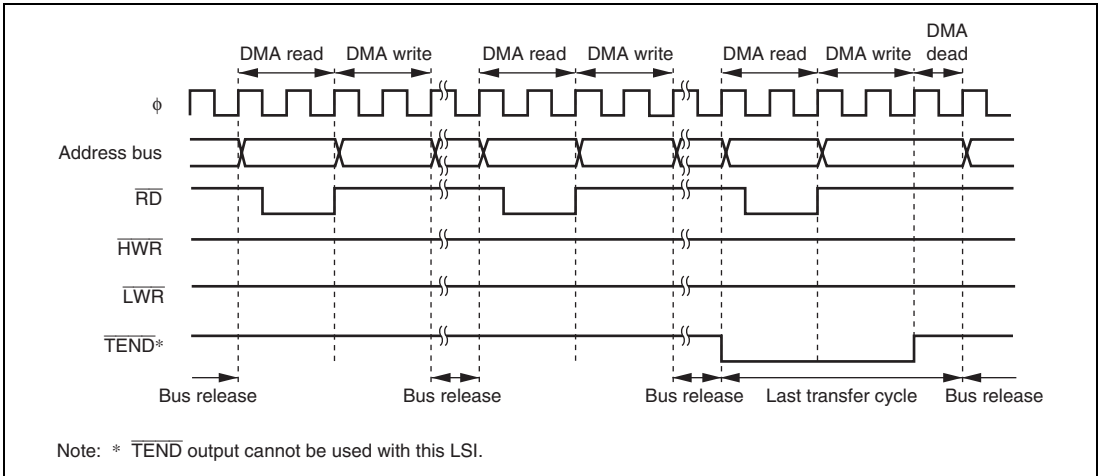 DMA
DMA read DMA write DMA read DMA write DMA read DMA write dead
ϕ
Address bus
RD
HWR
LWR
TEND*
Bus release Bus release Bus release Last transfer cycle Bus release
Note: * TEND output cannot be used with this LSI.